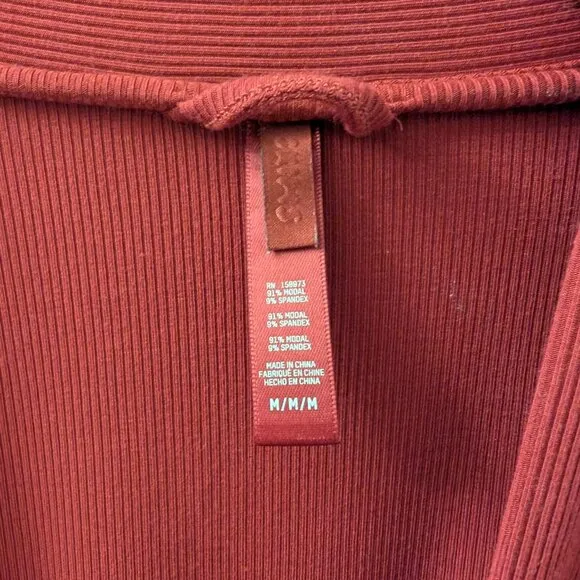 SKIMS
RN 158973
91% MODAL
9% SPANDEX
91% MODAL
9% SPANDEX
91% MODAL
9% SPANDEX
MADE IN CHINA
FABRIQUÉ EN CHINE
HECHO EN CHINA
M/M/M